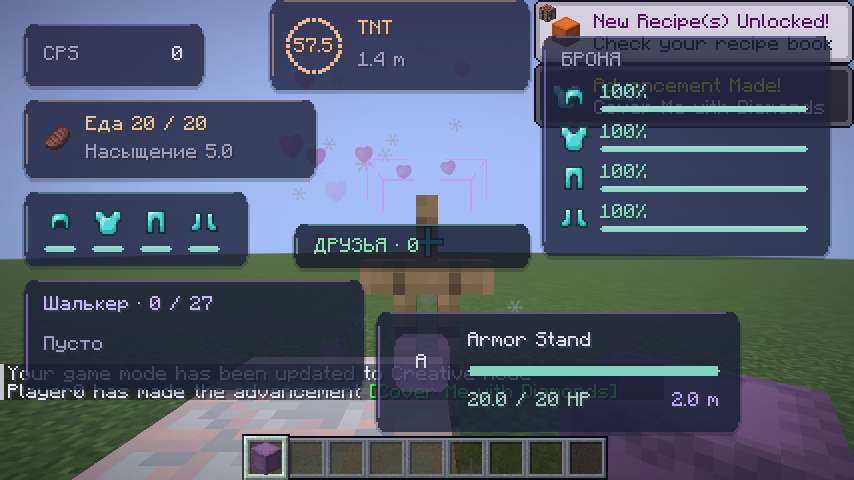 CPS 0
57.5
TNT
1.4 m
New Recipe(s) Unlocked!
Check your recipe book
БРОНЯ
Advancement Made!
Cover Me with Diamonds
100%
100%
100%
100%
Еда 20 / 20
Насыщение 5.0
ДРУЗЬЯ · 0
Шалькер · 0 / 27
Пусто
Armor Stand
A
20.0 / 20 HP 2.0 m
Your game mode has been updated to Creative Mode
Player0 has made the advancement [Cover Me with Diamonds]